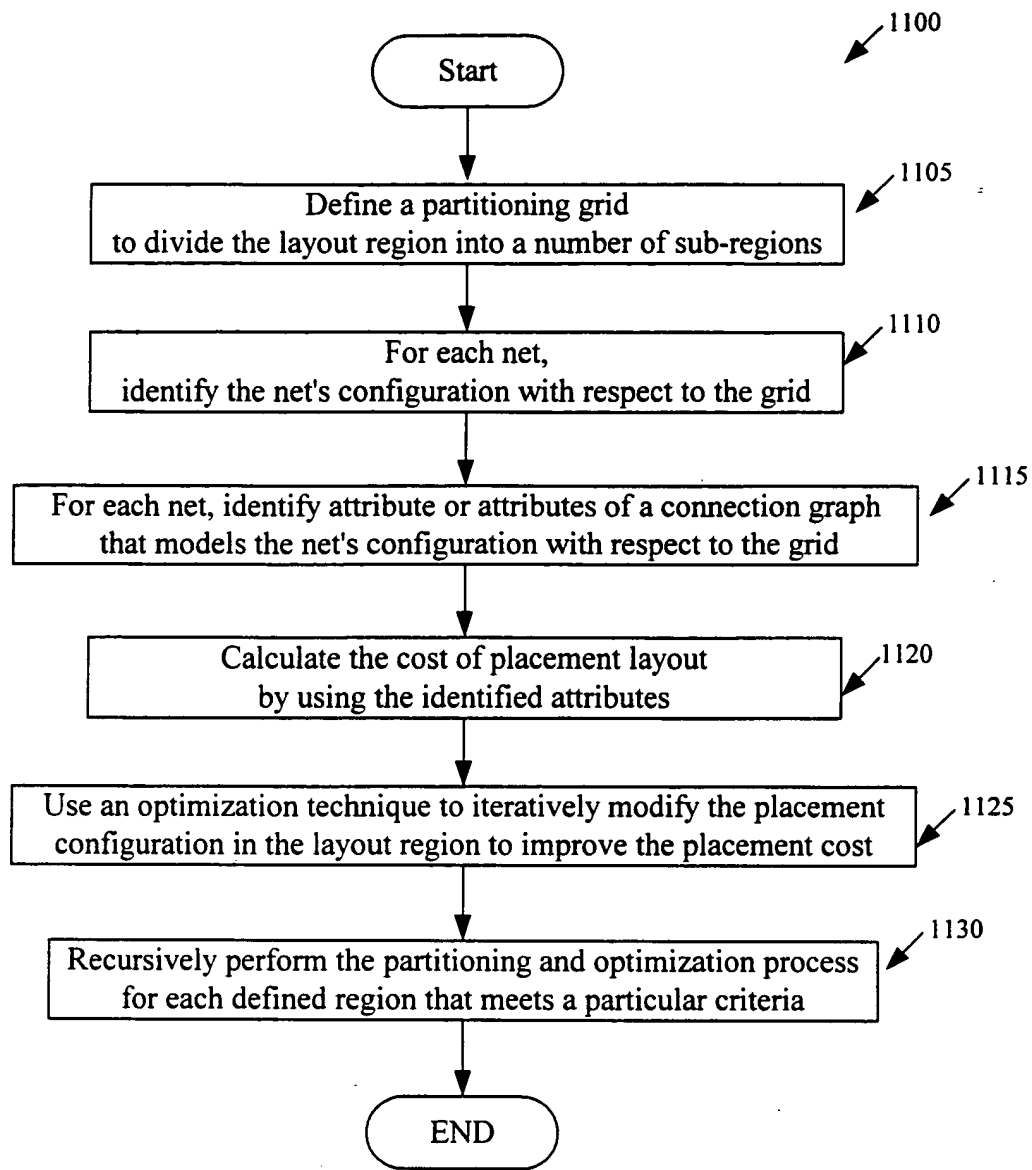 1100
Start
1105
Define a partitioning grid
to divide the layout region into a number of sub-regions
1110
For each net,
identify the net's configuration with respect to the grid
1115
For each net, identify attribute or attributes of a connection graph
that models the net's configuration with respect to the grid
1120
Calculate the cost of placement layout
by using the identified attributes
1125
Use an optimization technique to iteratively modify the placement
configuration in the layout region to improve the placement cost
1130
Recursively perform the partitioning and optimization process
for each defined region that meets a particular criteria
END